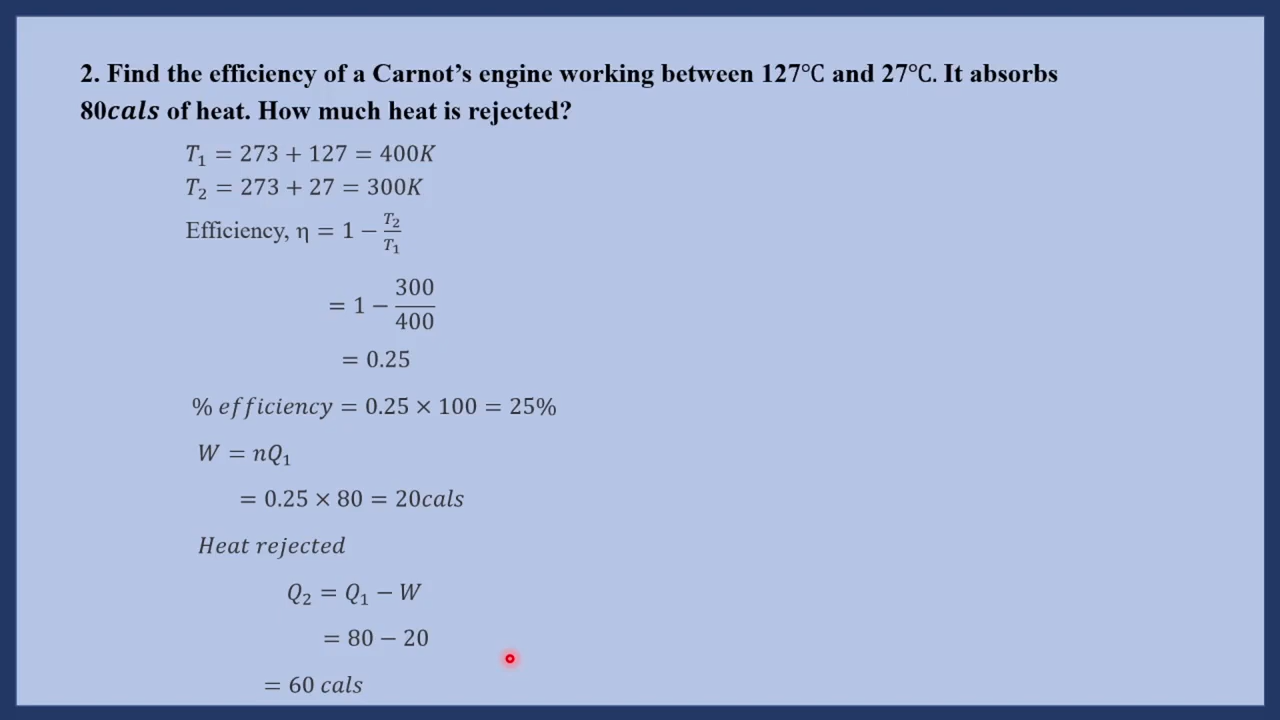 2. Find the efficiency of a Carnot’s engine working between 127℃ and 27℃. It absorbs
80cals of heat. How much heat is rejected?
T₁ = 273 + 127 = 400K
T₂ = 273 + 27 = 300K
Efficiency, η = 1 − T₂/T₁
= 1 − 300/400
= 0.25
% efficiency = 0.25 × 100 = 25%
W = nQ₁
= 0.25 × 80 = 20cals
Heat rejected
Q₂ = Q₁ − W
= 80 − 20
= 60 cals